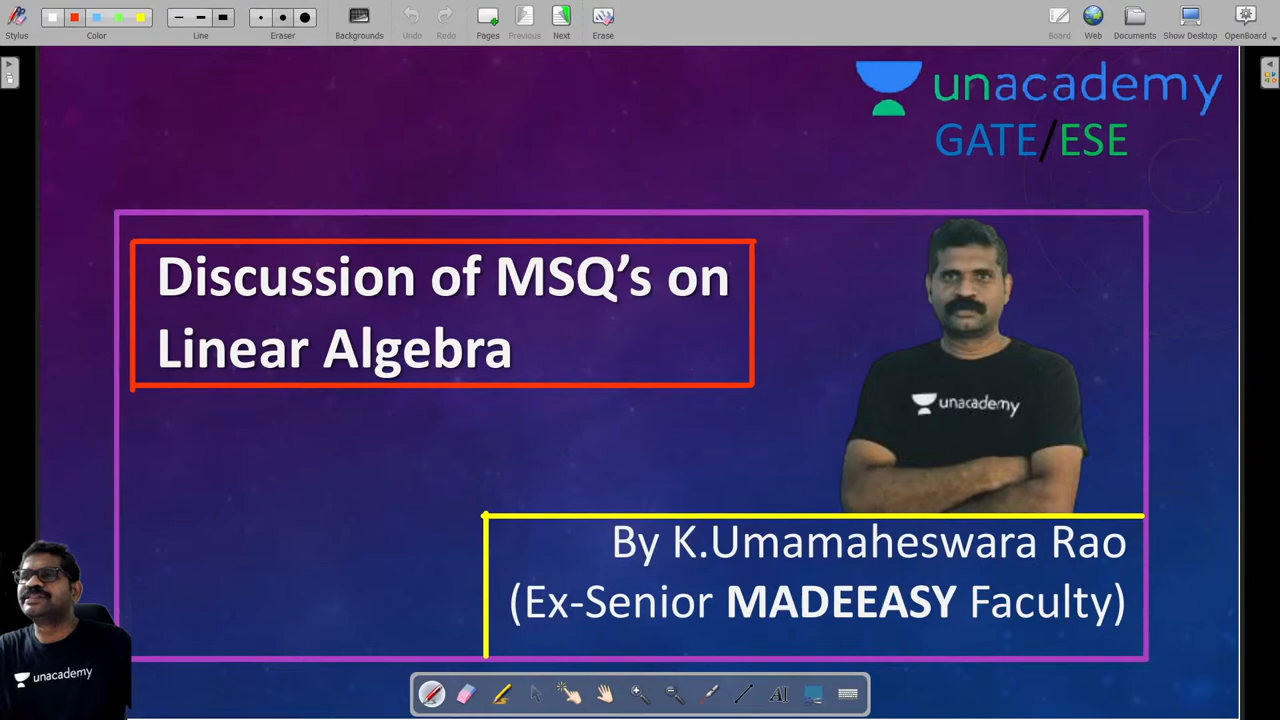 Stylus
Color
Line
Eraser
Backgrounds
Undo
Redo
Pages
Previous
Next
Erase
Board
Web
Documents
Show Desktop
OpenBoard
unacademy
GATE/ESE
Discussion of MSQ’s on
Linear Algebra
unacademy
By K.Umamaheswara Rao
(Ex-Senior MADEEASY Faculty)
unacademy
AI